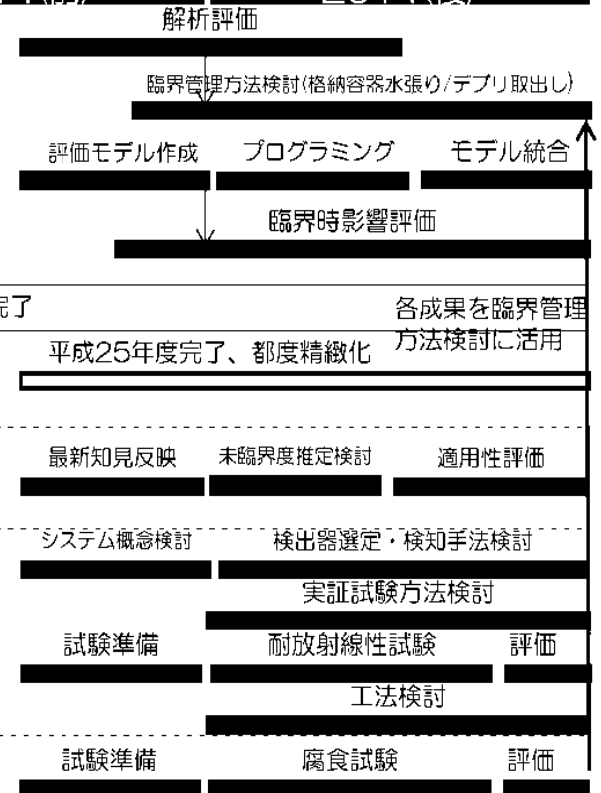 解析評価
臨界管理方法検討(格納容器水張り/デブリ取出し)
評価モデル作成 プログラミング モデル統合
臨界時影響評価
完了
各成果を臨界管理
方法検討に活用
平成25年度完了、都度精緻化
最新知見反映 未臨界度推定検討 適用性評価
システム概念検討 検出器選定・検知手法検討
実証試験方法検討
試験準備 耐放射線性試験 評価
工法検討
試験準備 腐食試験 評価